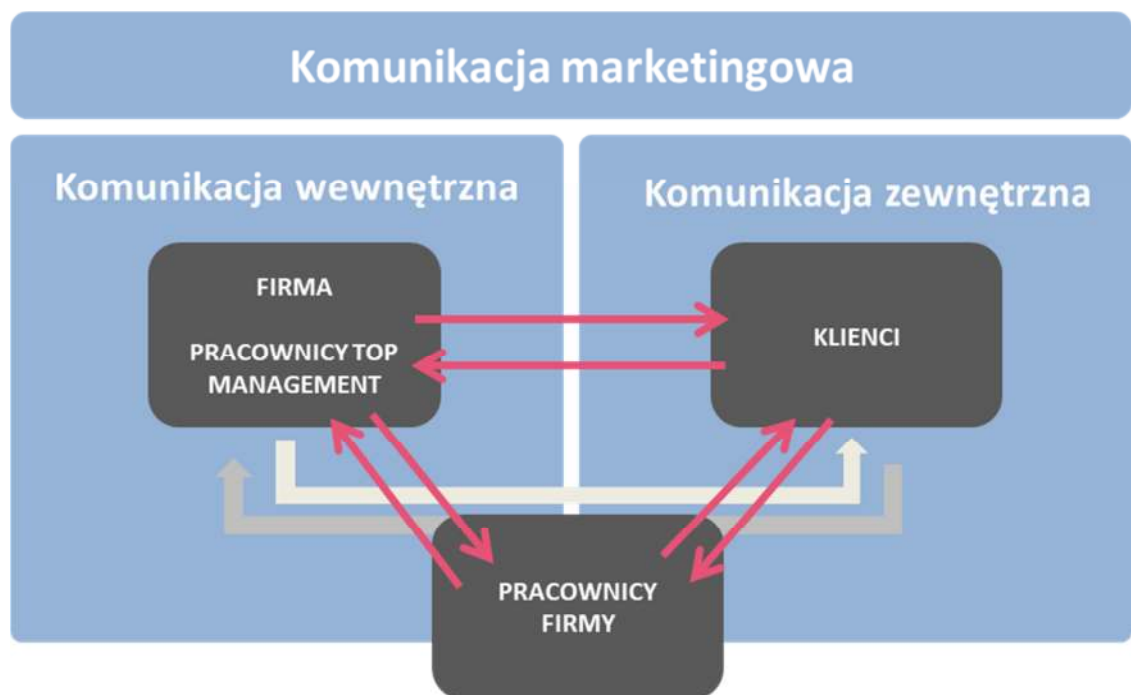 Komunikacja marketingowa
Komunikacja wewnętrzna
Komunikacja zewnętrzna
FIRMA
PRACOWNICY TOP
MANAGEMENT
KLIENCI
PRACOWNICY
FIRMY